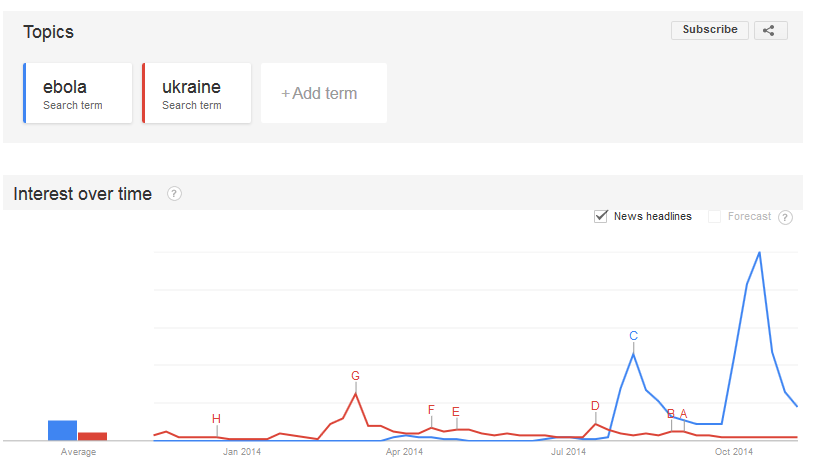 Topics
Subscribe
ebola
Search term
ukraine
Search term
+ Add term
Interest over time ?
News headlines
Forecast ?
C
G
D
F E
H
B A
Average
Jan 2014
Apr 2014
Jul 2014
Oct 2014